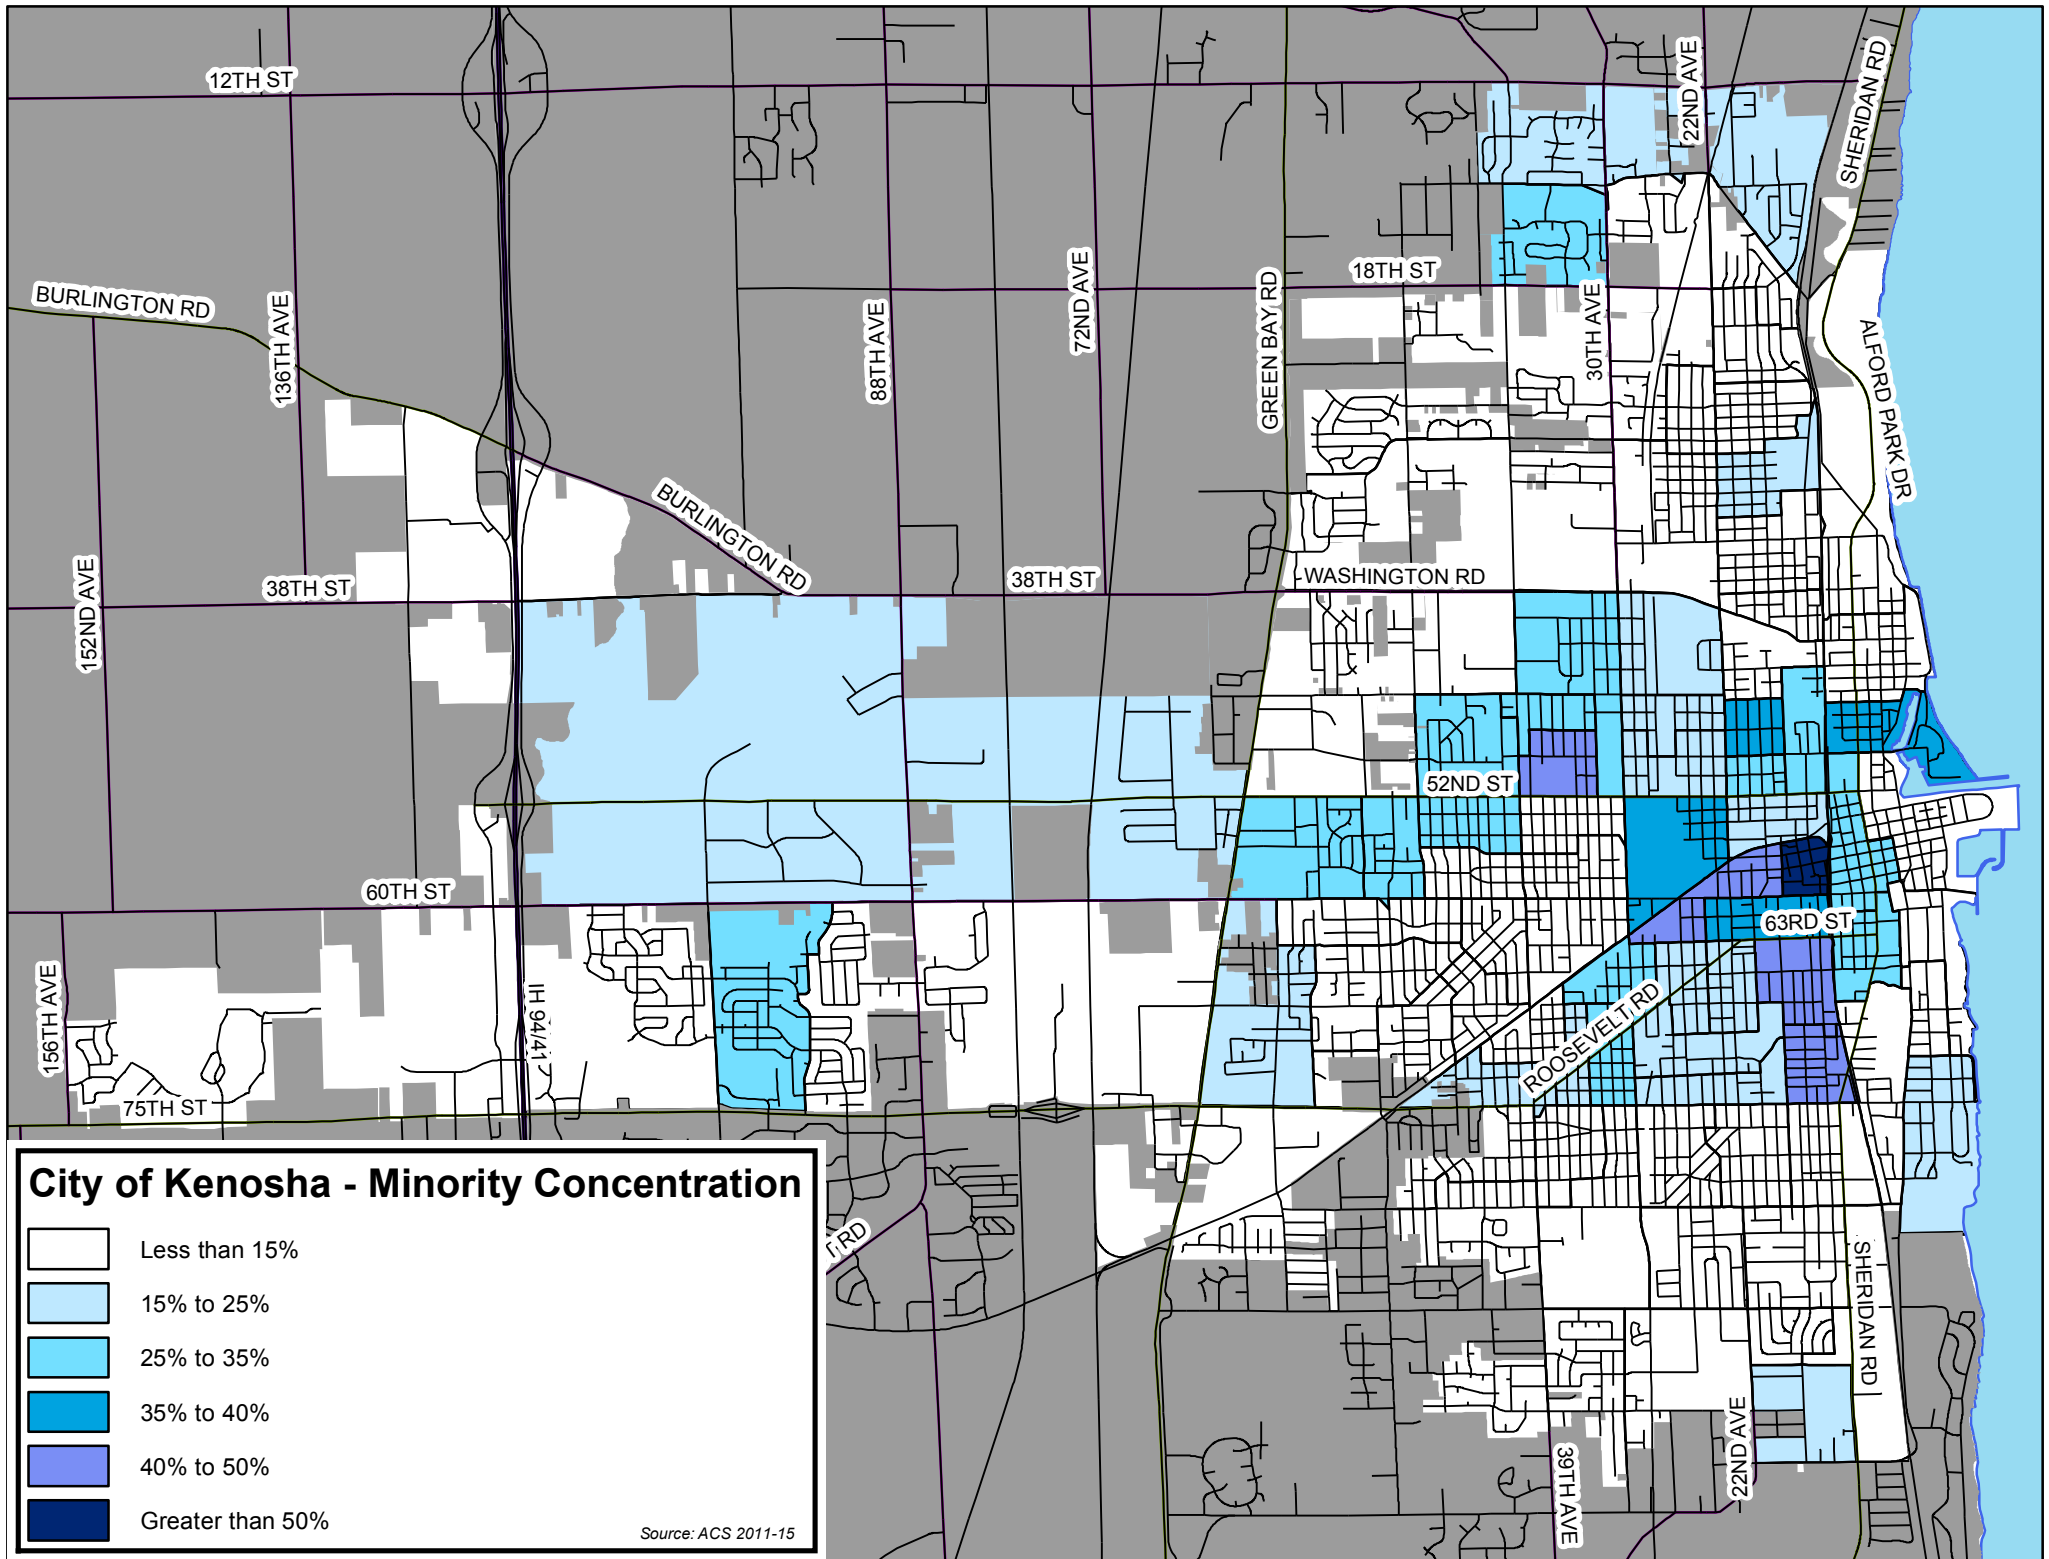 12TH ST
22ND AVE
SHERIDAN RD
BURLINGTON RD
136TH AVE
88TH AVE
72ND AVE
GREEN BAY RD
18TH ST
30TH AVE
ALFORD PARK DR
BURLINGTON RD
152ND AVE
38TH ST
38TH ST
WASHINGTON RD
52ND ST
60TH ST
63RD ST
156TH AVE
IH 94/41
ROOSEVELT RD
75TH ST
T RD
SHERIDAN RD
39TH AVE
22ND AVE
City of Kenosha - Minority Concentration
Less than 15%
15% to 25%
25% to 35%
35% to 40%
40% to 50%
Greater than 50%
Source: ACS 2011-15